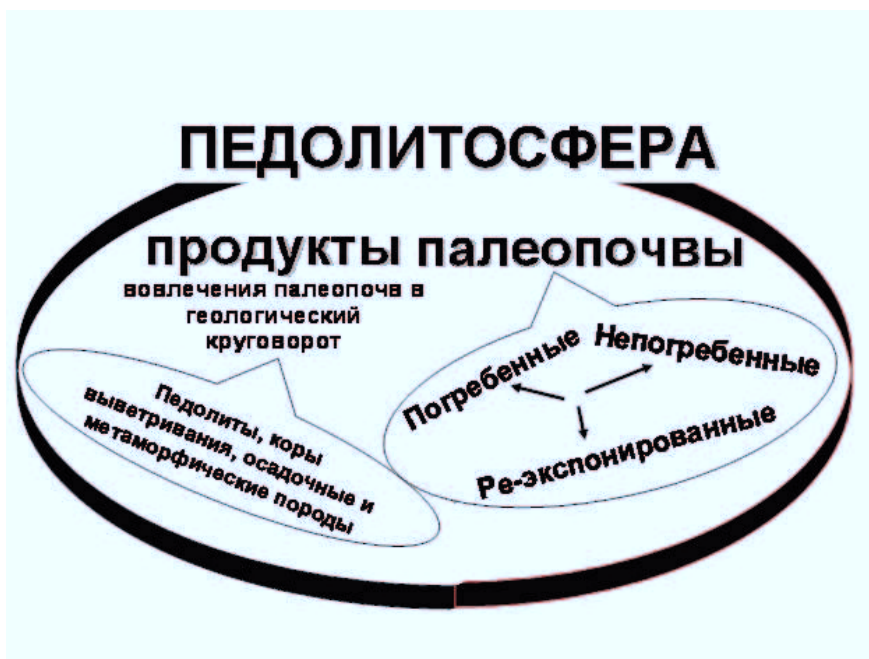 ПЕДОЛИТОСФЕРА
продукты палеопочвы
вовлечения палеопочв в
геологический
круговорот
Педолиты, коры
выветривания, осадочные и
метаморфические породы
Погребенные
Непогребенные
Ре-экспонированные